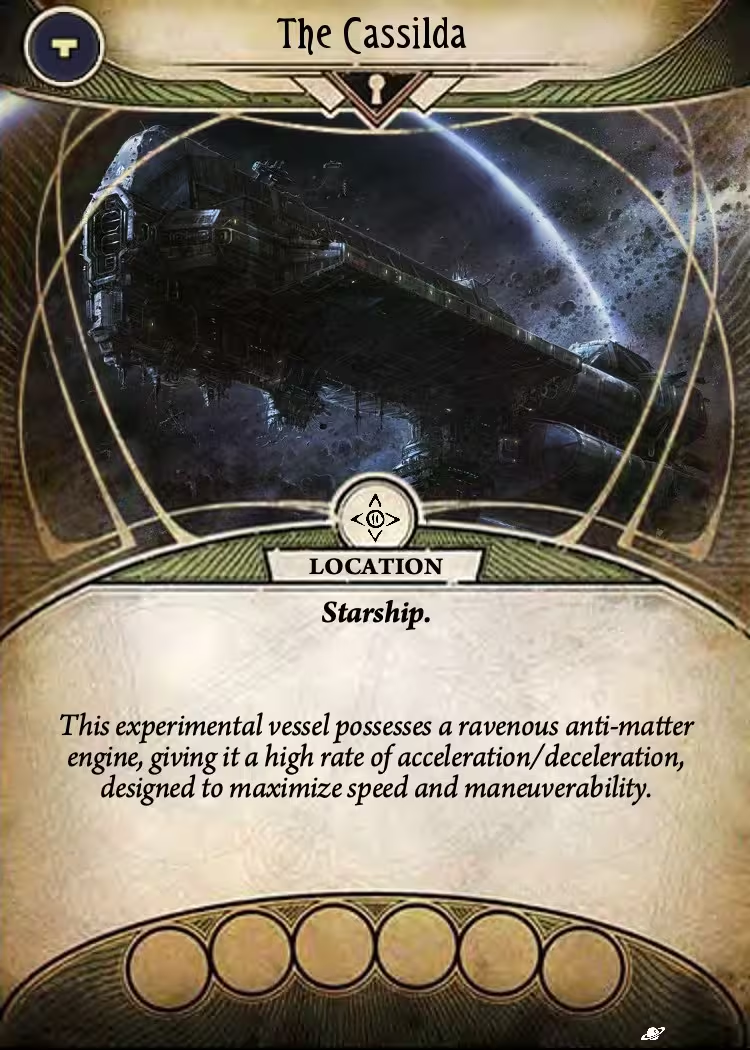 The Cassilda
LOCATION
Starship.
This experimental vessel possesses a ravenous anti-matter
engine, giving it a high rate of acceleration/deceleration,
designed to maximize speed and maneuverability.